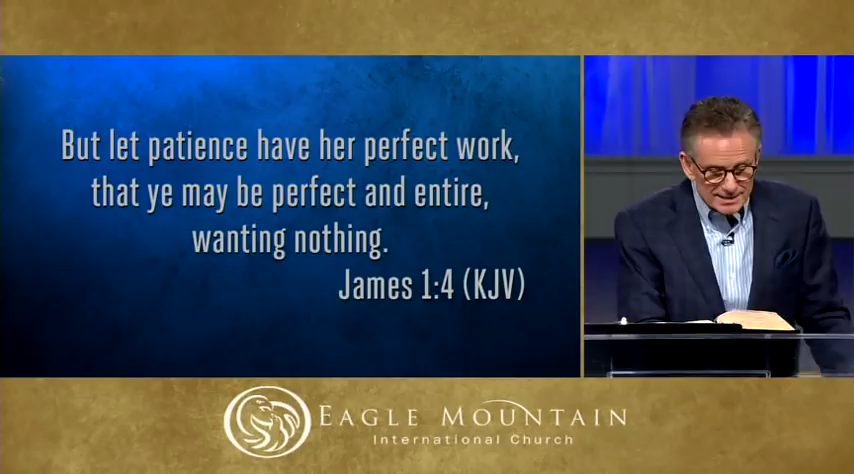 But let patience have her perfect work,
that ye may be perfect and entire,
wanting nothing.
James 1:4 (KJV)
EAGLE MOUNTAIN
International Church